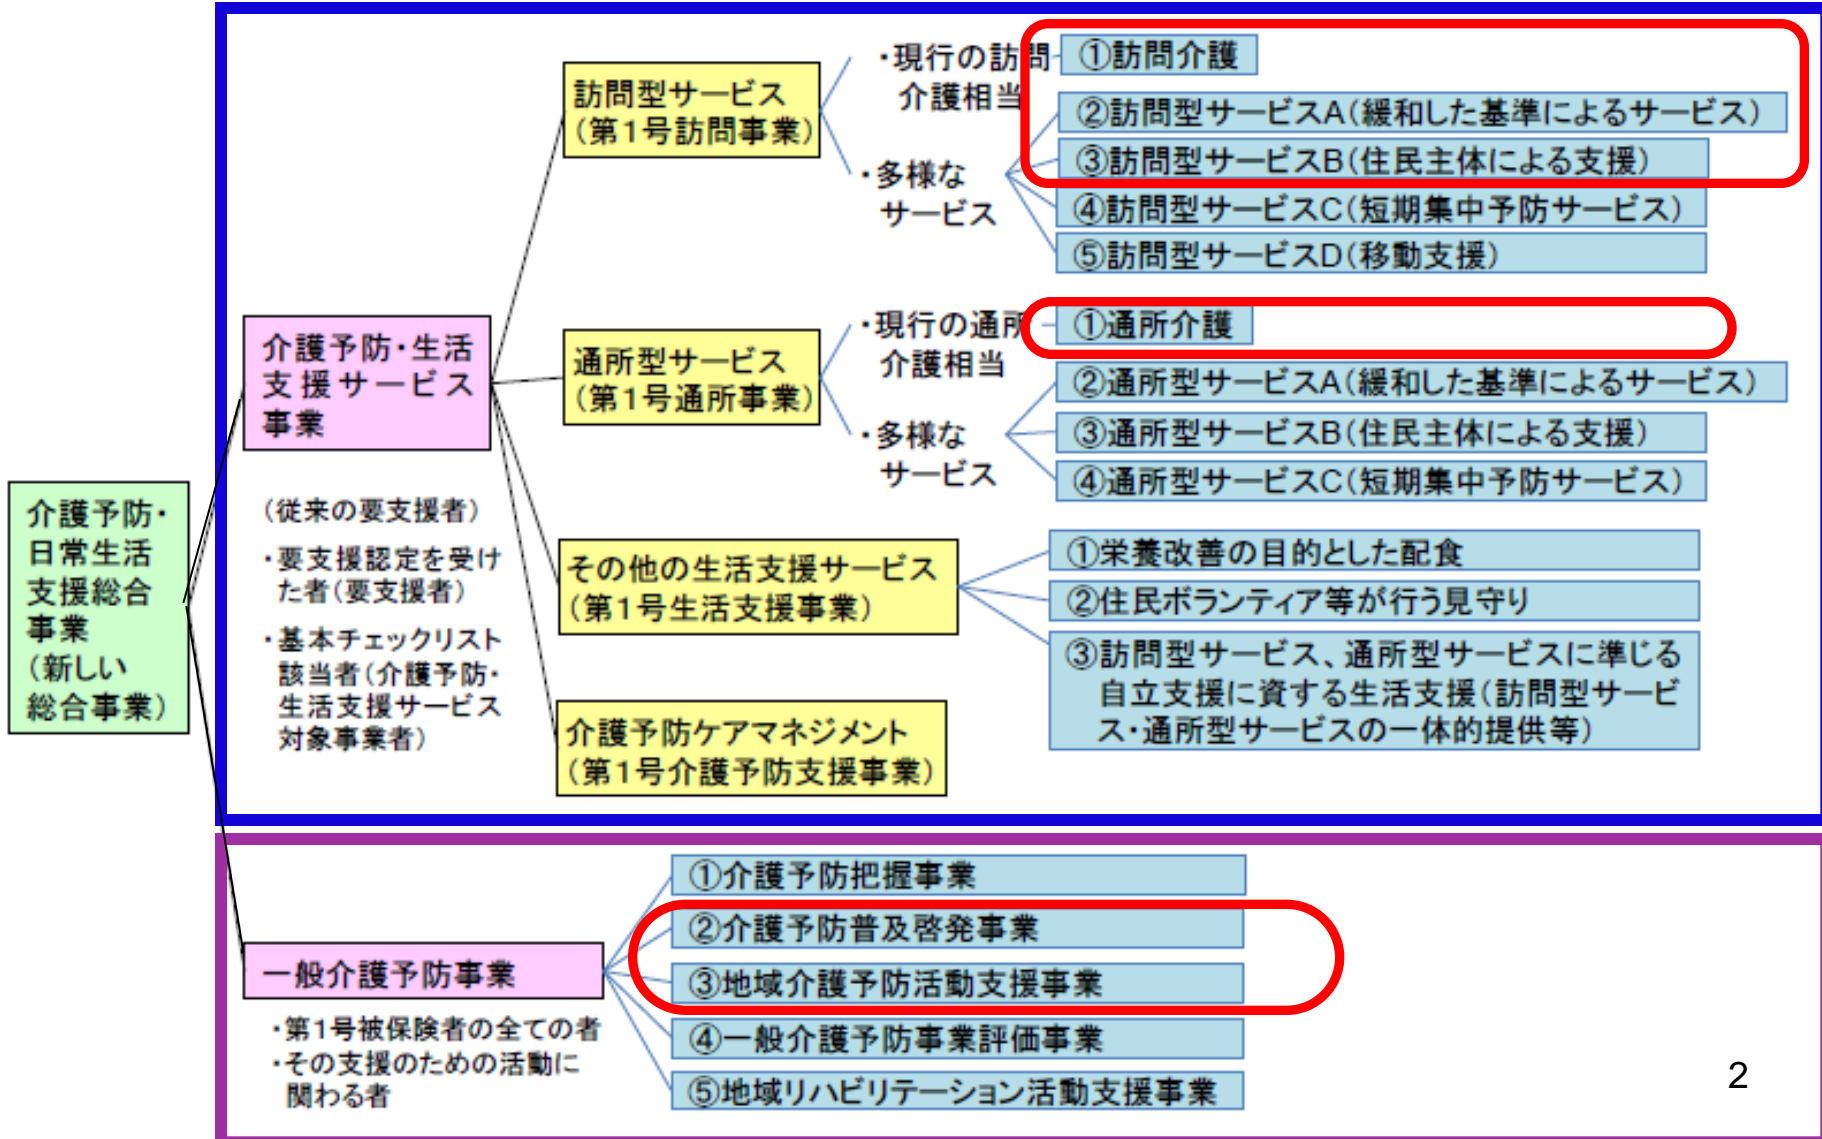 介護予防・
日常生活
支援総合
事業
(新しい
総合事業)
介護予防・生活
支援サービス
事業
(従来の要支援者)
・要支援認定を受け
た者(要支援者)
・基本チェックリスト
該当者(介護予防・
生活支援サービス
対象事業者)
訪問型サービス
(第1号訪問事業)
・現行の訪問
介護相当
①訪問介護
・多様な
サービス
②訪問型サービスA(緩和した基準によるサービス)
③訪問型サービスB(住民主体による支援)
④訪問型サービスC(短期集中予防サービス)
⑤訪問型サービスD(移動支援)
通所型サービス
(第1号通所事業)
・現行の通所
介護相当
①通所介護
・多様な
サービス
②通所型サービスA(緩和した基準によるサービス)
③通所型サービスB(住民主体による支援)
④通所型サービスC(短期集中予防サービス)
その他の生活支援サービス
(第1号生活支援事業)
①栄養改善の目的とした配食
②住民ボランティア等が行う見守り
③訪問型サービス、通所型サービスに準じる
自立支援に資する生活支援(訪問型サービ
ス・通所型サービスの一体的提供等)
介護予防ケアマネジメント
(第1号介護予防支援事業)
一般介護予防事業
・第1号被保険者の全ての者
・その支援のための活動に
関わる者
①介護予防把握事業
②介護予防普及啓発事業
③地域介護予防活動支援事業
④一般介護予防事業評価事業
⑤地域リハビリテーション活動支援事業
2